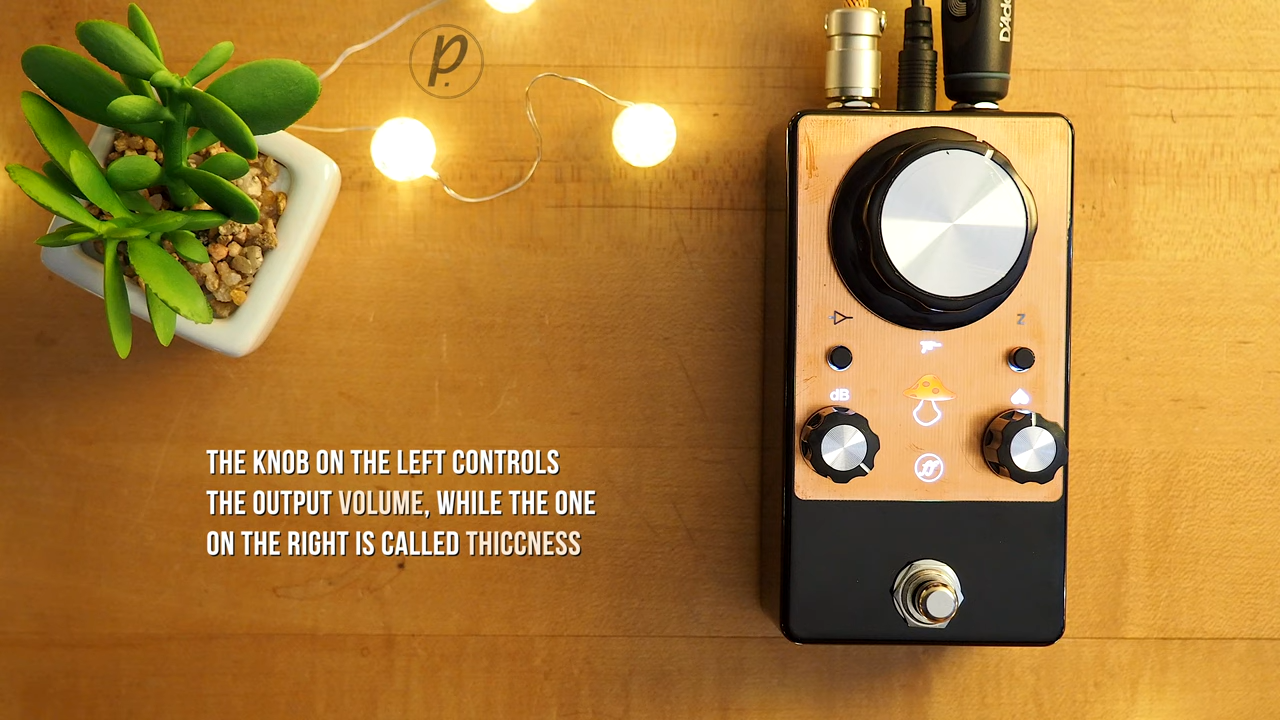 p.
D'Ad
Z
dB
THE KNOB ON THE LEFT CONTROLS
THE OUTPUT VOLUME, WHILE THE ONE
ON THE RIGHT IS CALLED THICCNESS